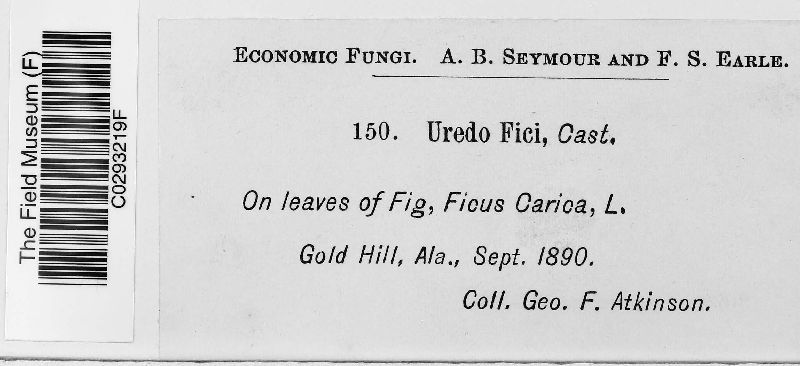 The Field Museum (F)
C0293219F
Economic Fungi. A. B. Seymour and F. S. Earle.
150. Uredo Fici, Cast.
On leaves of Fig, Ficus Carica, L.
Gold Hill, Ala., Sept. 1890.
Coll. Geo. F. Atkinson.